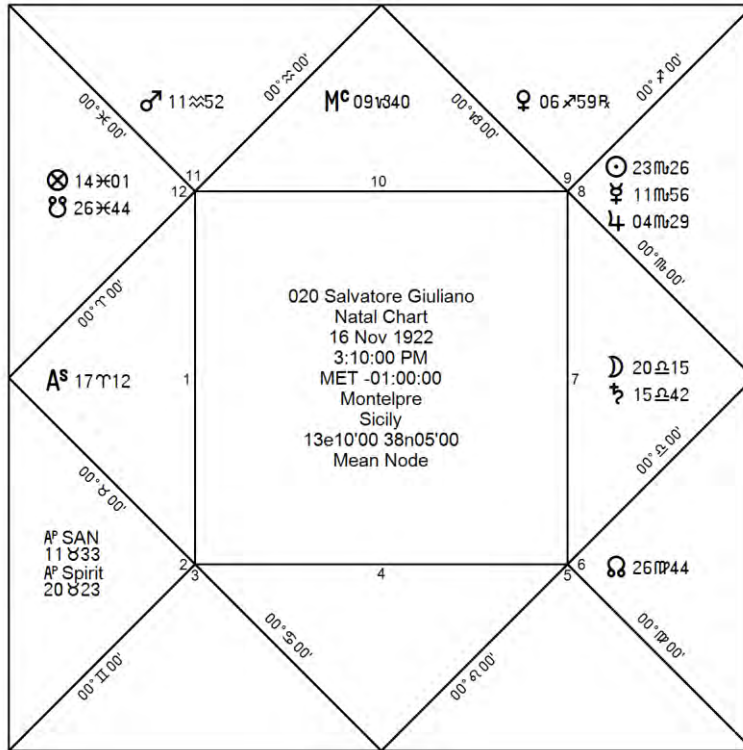 ♂ 11♒52
00°♒00'
Mᶜ 09♑40
00°♑00'
♀ 06♐59℞
00°♐00'
00°♓00'
11
12
10
9
8
⊗ 14♓01
☋ 26♓44
☉ 23♏26
☿ 11♏56
♃ 04♏29
00°♏00'
00°♈00'
020 Salvatore Giuliano
Natal Chart
16 Nov 1922
3:10:00 PM
MET -01:00:00
Montelpre
Sicily
13e10'00 38n05'00
Mean Node
Aˢ 17♈12
1
7
☽ 20♎15
♄ 15♎42
00°♉00'
00°♎00'
Aᴾ SAN
11♉33
Aᴾ Spirit
20♉23
2
3
4
5
6
☊ 26♍44
00°♊00'
00°♋00'
00°♌00'
00°♍00'